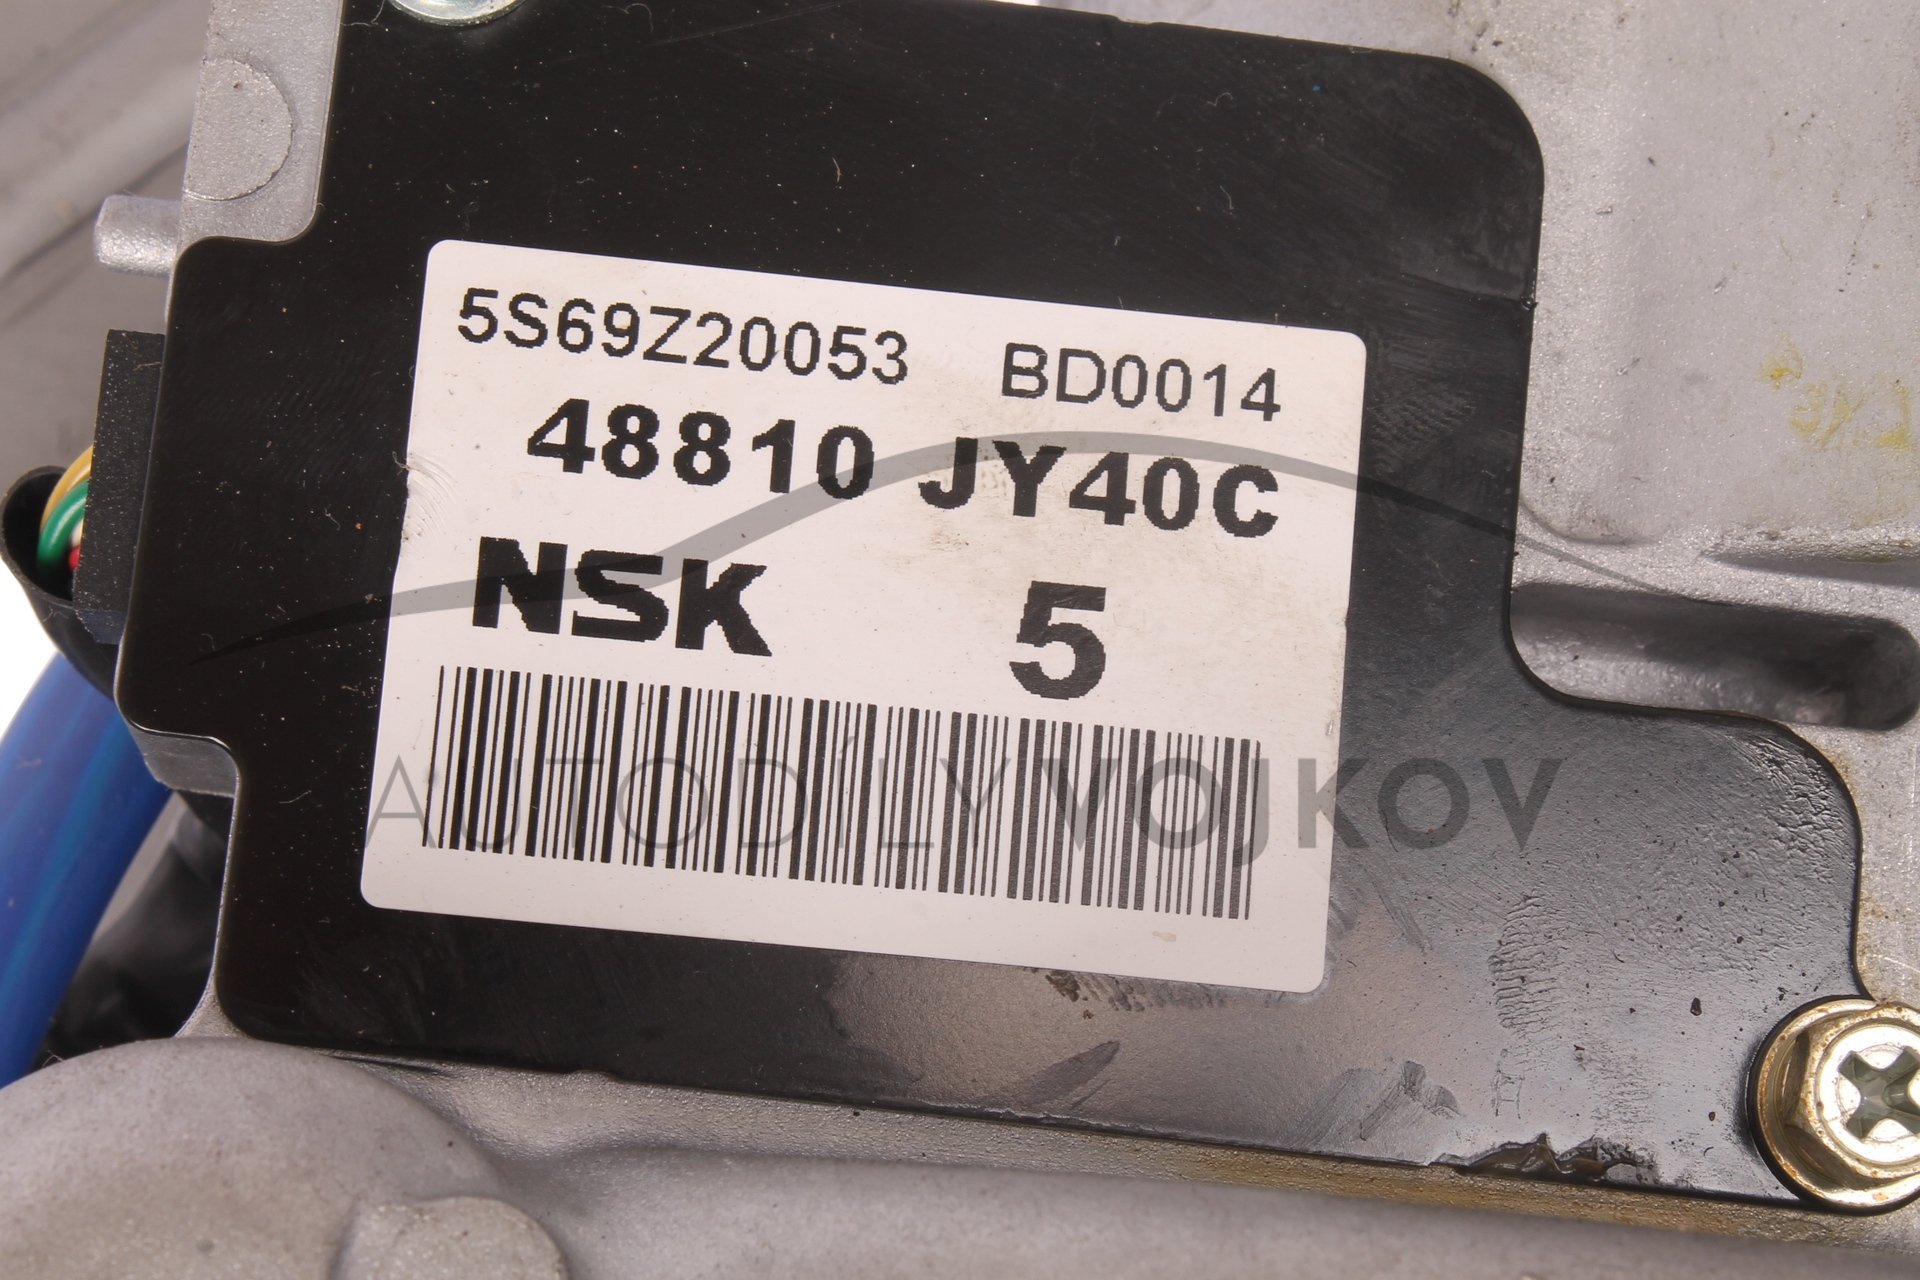 5S69Z20053 BD0014
48810 JY40C
NSK 5
AUTODÍLY VOJKOV